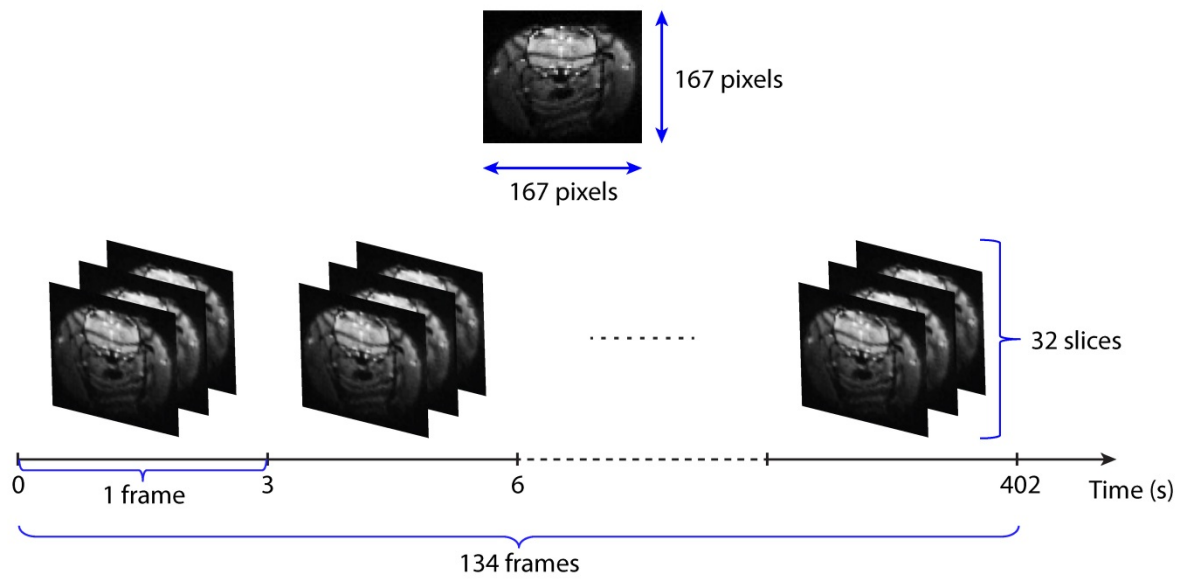 167 pixels
167 pixels
32 slices
0
3
6
402
Time (s)
1 frame
134 frames